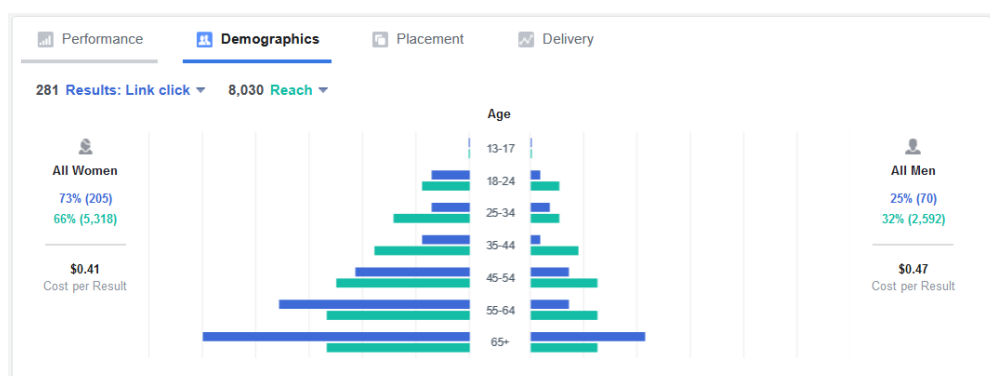 Performance Demographics Placement Delivery
281 Results: Link click 8,030 Reach
Age
All Women
73% (205)
66% (5,318)
$0.41
Cost per Result
13-17
18-24
25-34
35-44
45-54
55-64
65+
All Men
25% (70)
32% (2,592)
$0.47
Cost per Result